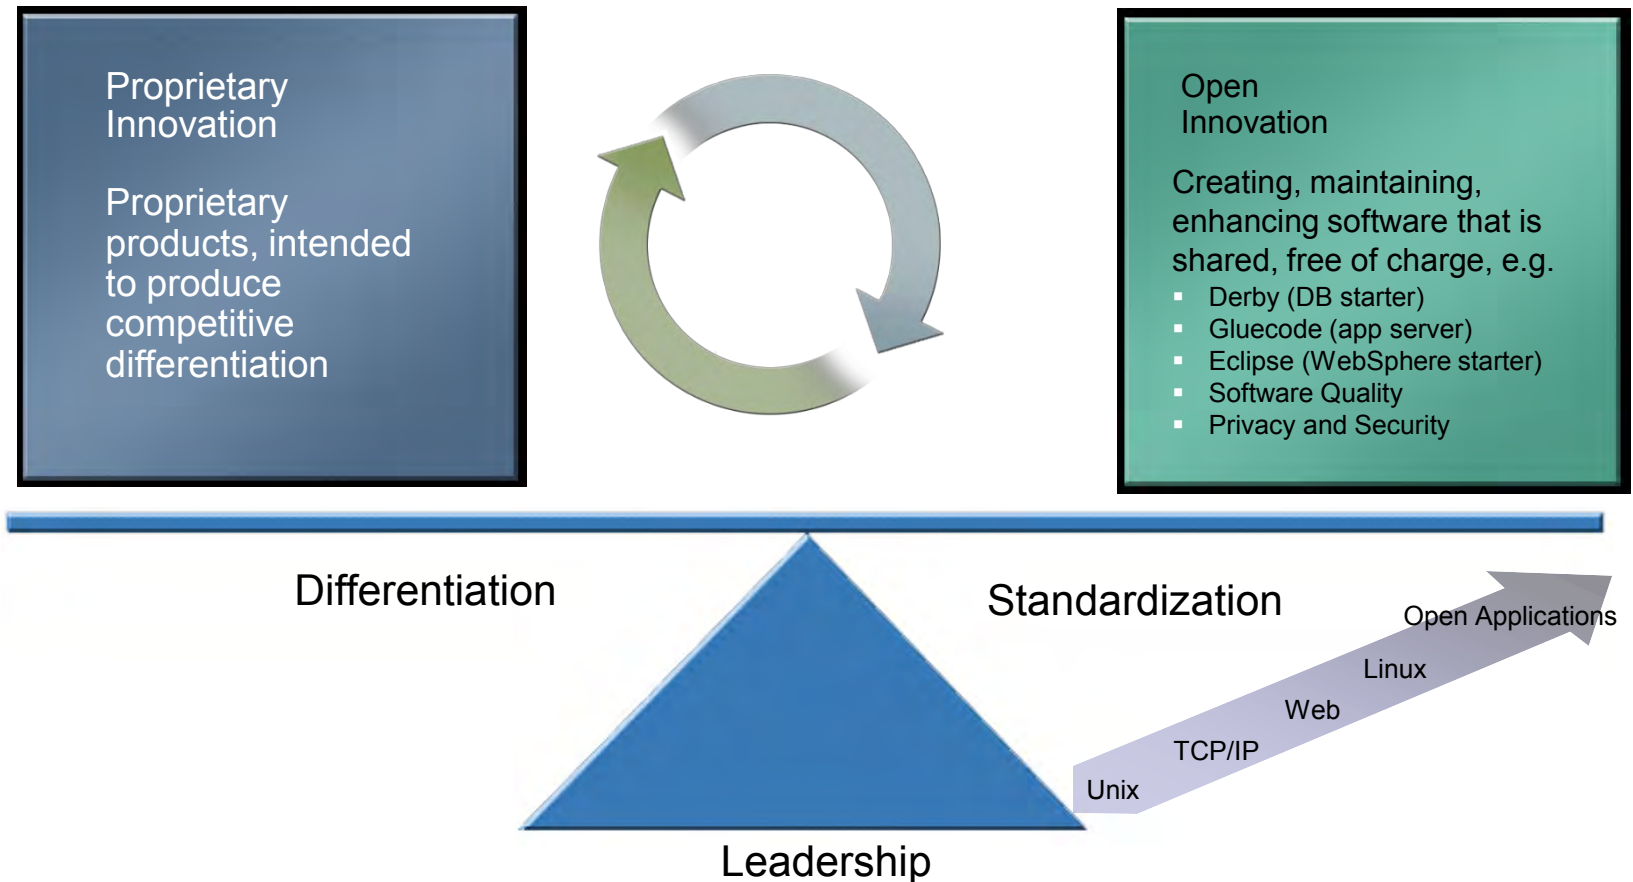 Proprietary
Innovation
Proprietary
products, intended
to produce
competitive
differentiation
Open
Innovation
Creating, maintaining,
enhancing software that is
shared, free of charge, e.g.
▪ Derby (DB starter)
▪ Gluecode (app server)
▪ Eclipse (WebSphere starter)
▪ Software Quality
▪ Privacy and Security
Differentiation
Standardization
Open Applications
Linux
Web
TCP/IP
Unix
Leadership